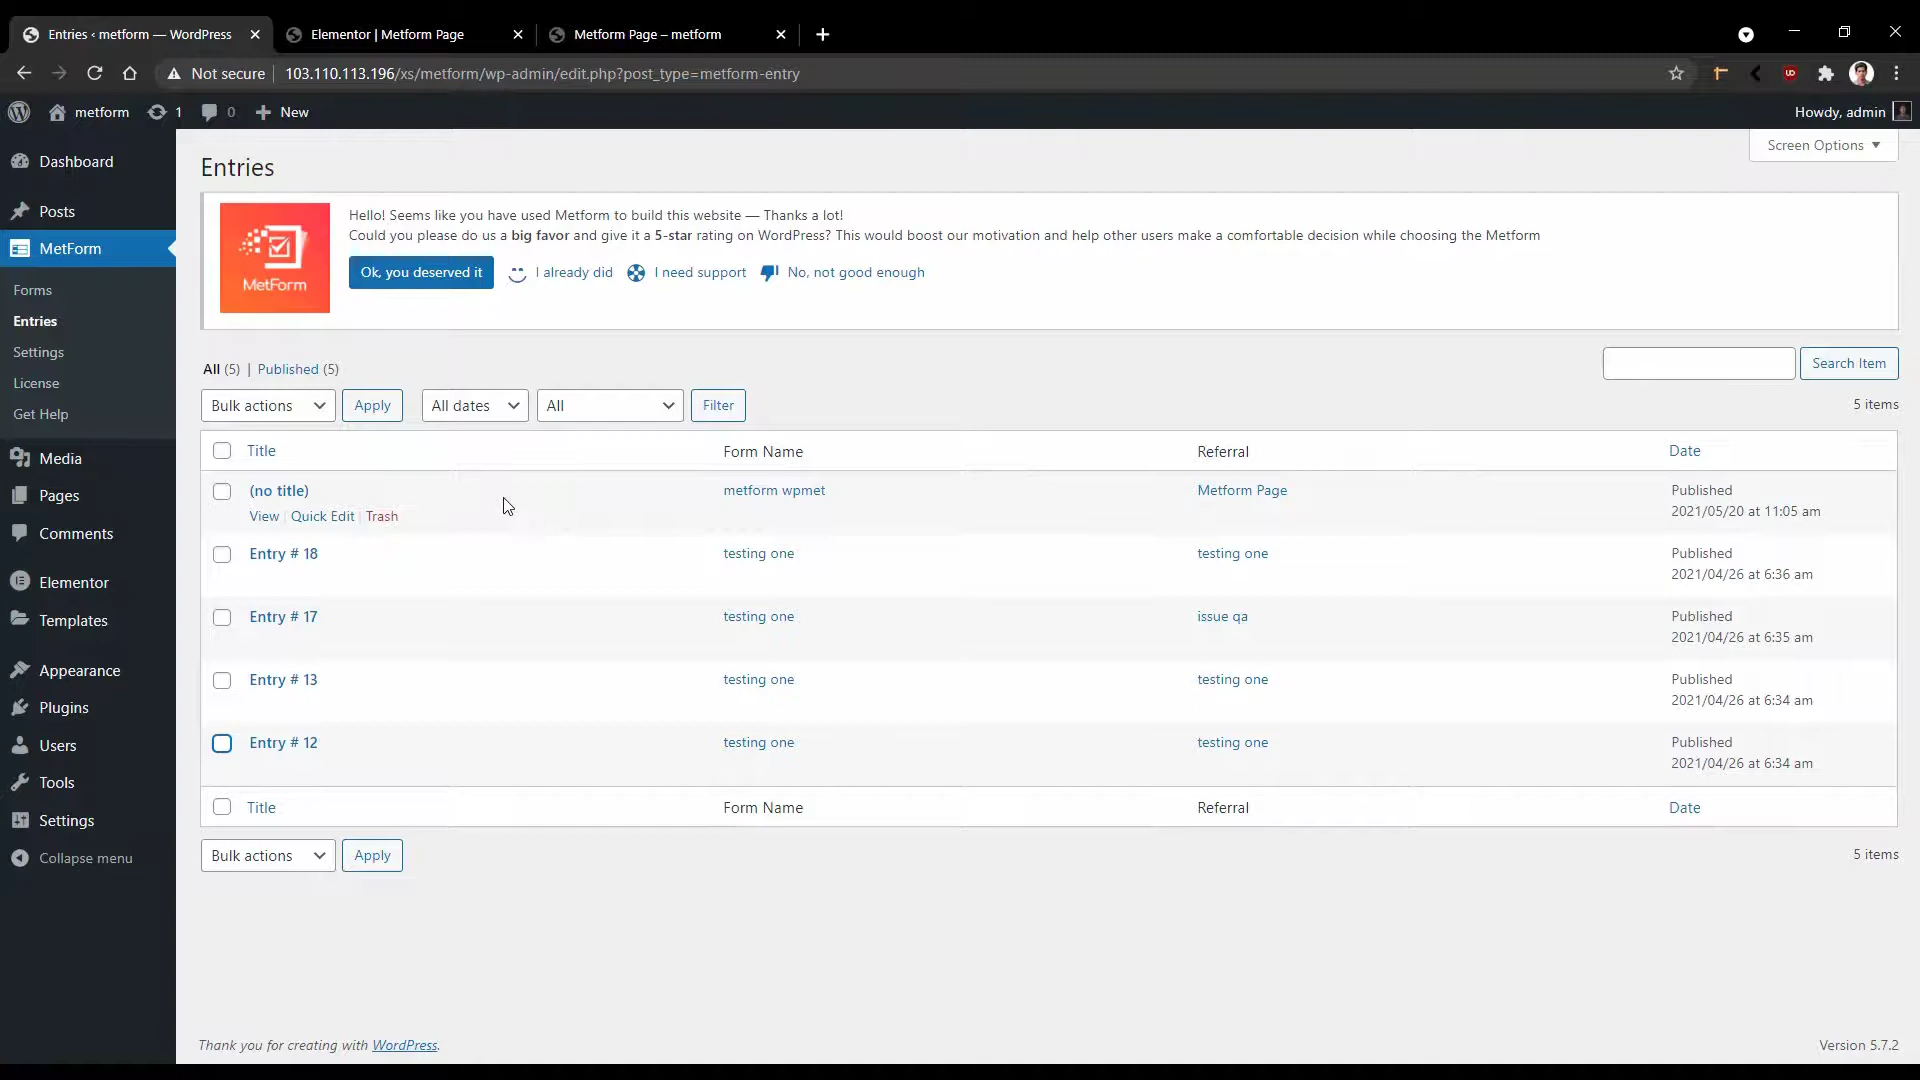 Entries ‹ metform — WordPress
Elementor | Metform Page
Metform Page – metform
Not secure
103.110.113.196/xs/metform/wp-admin/edit.php?post_type=metform-entry
UD
metform
1
0
New
Howdy, admin
Dashboard
Posts
MetForm
Forms
Entries
Settings
License
Get Help
Media
Pages
Comments
Elementor
Templates
Appearance
Plugins
Users
Tools
Settings
Collapse menu
Screen Options
Entries
MetForm
Hello! Seems like you have used Metform to build this website — Thanks a lot!
Could you please do us a big favor and give it a 5-star rating on WordPress? This would boost our motivation and help other users make a comfortable decision while choosing the Metform
Ok, you deserved it
I already did
I need support
No, not good enough
All (5) | Published (5)
Search Item
Bulk actions
Apply
All dates
All
Filter
5 items
Title
Form Name
Referral
Date
(no title)
metform wpmet
Metform Page
Published
View | Quick Edit | Trash
2021/05/20 at 11:05 am
Entry # 18
testing one
testing one
Published
2021/04/26 at 6:36 am
Entry # 17
testing one
issue qa
Published
2021/04/26 at 6:35 am
Entry # 13
testing one
testing one
Published
2021/04/26 at 6:34 am
Entry # 12
testing one
testing one
Published
2021/04/26 at 6:34 am
Title
Form Name
Referral
Date
Bulk actions
Apply
5 items
Thank you for creating with WordPress.
Version 5.7.2